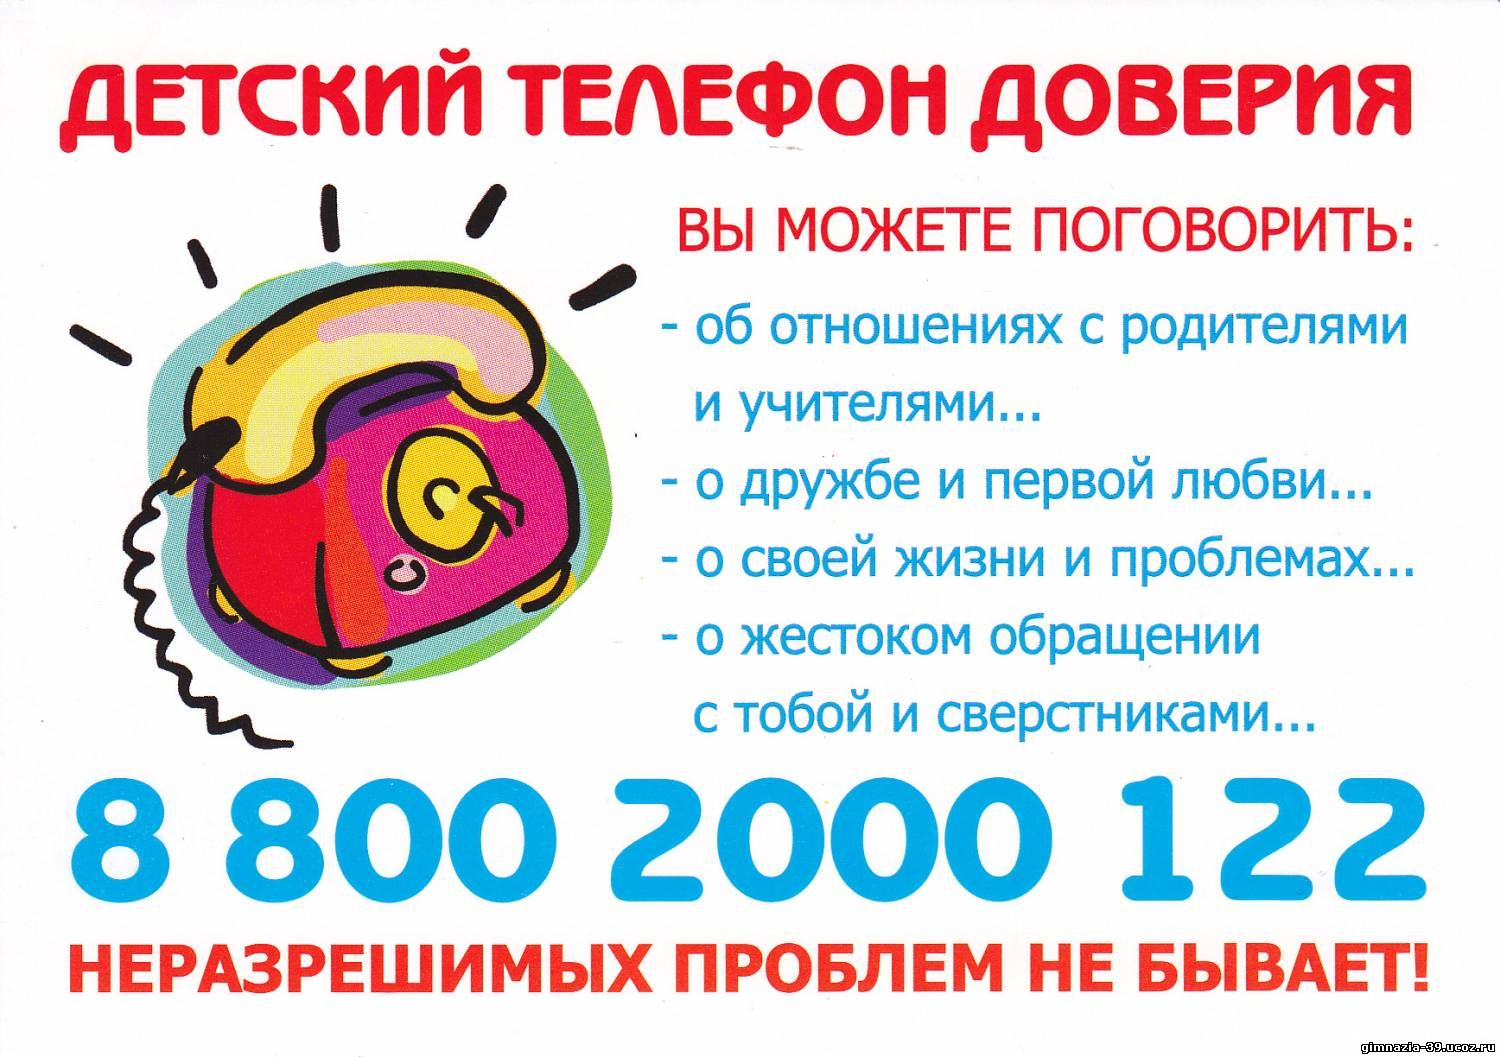 ДЕТСКИЙ ТЕЛЕФОН ДОВЕРИЯ
ВЫ МОЖЕТЕ ПОГОВОРИТЬ:
- об отношениях с родителями
и учителями...
- о дружбе и первой любви...
- о своей жизни и проблемах...
- о жестоком обращении
с тобой и сверстниками...
8 800 2000 122
НЕРАЗРЕШИМЫХ ПРОБЛЕМ НЕ БЫВАЕТ!
gimnazia-39.ucoz.ru